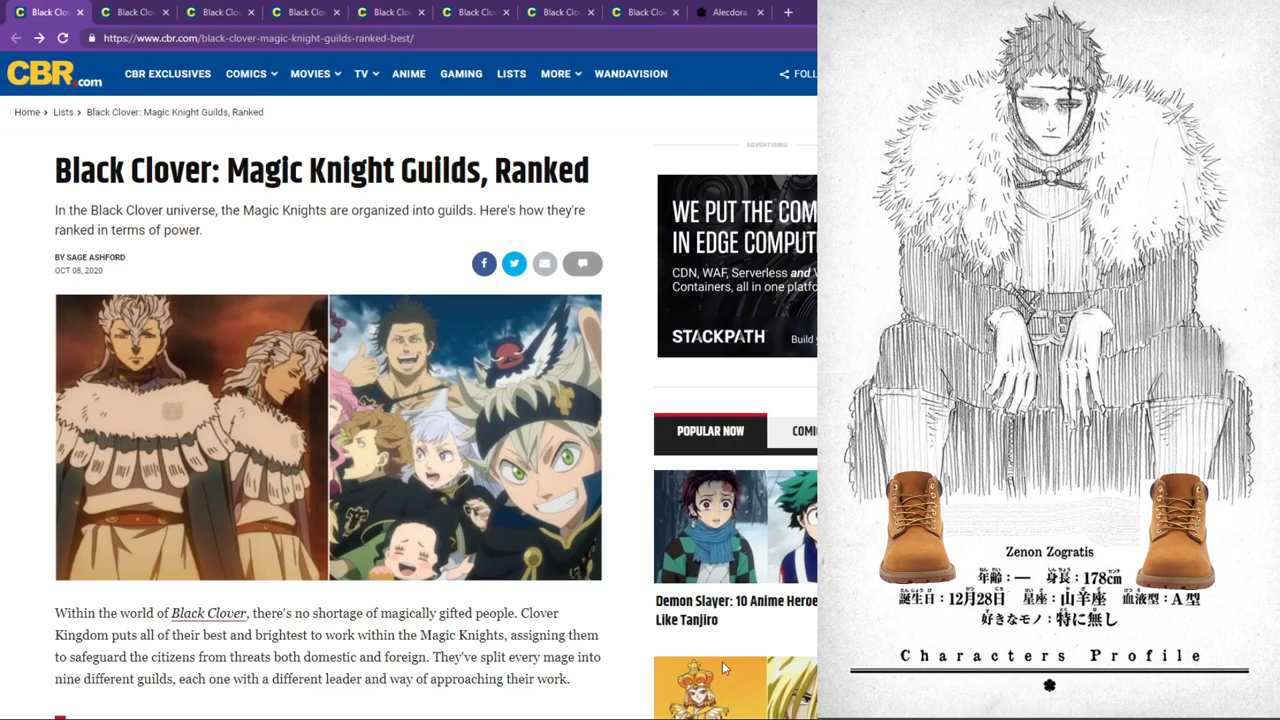 Black Clo
Black Clo
Black Clo
Black Clo
Black Clo
Black Clo
Black Clo
Black Clo
Alecdora
https://www.cbr.com/black-clover-magic-knight-guilds-ranked-best/
CBR.com
CBR EXCLUSIVES
COMICS
MOVIES
TV
ANIME
GAMING
LISTS
MORE
WANDAVISION
FOLL
Home > Lists > Black Clover: Magic Knight Guilds, Ranked
ADVERTISING
Black Clover: Magic Knight Guilds, Ranked
In the Black Clover universe, the Magic Knights are organized into guilds. Here's how they're
ranked in terms of power.
BY SAGE ASHFORD
OCT 08, 2020
Within the world of Black Clover, there's no shortage of magically gifted people. Clover
Kingdom puts all of their best and brightest to work within the Magic Knights, assigning them
to safeguard the citizens from threats both domestic and foreign. They've split every mage into
nine different guilds, each one with a different leader and way of approaching their work.
WE PUT THE COM
IN EDGE COMPUT
CDN, WAF, Serverless and V
Containers, all in one platfo
STACKPATH
Build
POPULAR NOW
COMI
Demon Slayer: 10 Anime Heroe
Like Tanjiro
Zenon Zogratis
年齢：― 身長：178cm
誕生日：12月28日 星座：山羊座 血液型：A型
好きなモノ：特に無し
Characters Profile